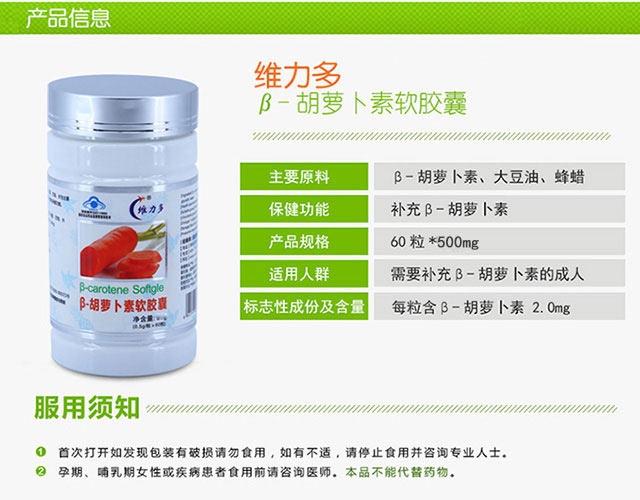 产品信息
维力多
β-胡萝卜素软胶囊
主要原料 β-胡萝卜素、大豆油、蜂蜡
保健功能 补充β-胡萝卜素
产品规格 60粒*500mg
适用人群 需要补充β-胡萝卜素的成人
标志性成份及含量 每粒含β-胡萝卜素 2.0mg
维力多
β-carotene Softgle
β-胡萝卜素软胶囊
净含量:
(0.5g/粒×60粒)
服用须知
1 首次打开如发现包装有破损请勿食用，如有不适，请停止食用并咨询专业人士。
2 孕期、哺乳期女性或疾病患者食用前请咨询医师。本品不能代替药物。